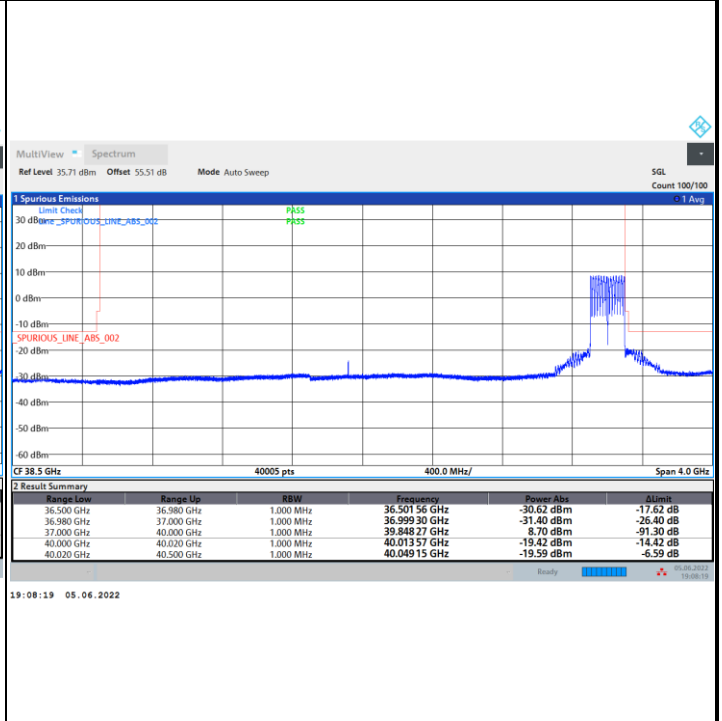 MultiView Spectrum
Ref Level 35.71 dBm Offset 55.51 dB Mode Auto Sweep SGL
Count 100/100
1 Spurious Emissions 1 Avg
Limit Check PASS
30 dBm Line _SPURIOUS_LINE_ABS_002 PASS
20 dBm
10 dBm
0 dBm
-10 dBm
_SPURIOUS_LINE_ABS_002
-20 dBm
-30 dBm
-40 dBm
-50 dBm
-60 dBm
CF 38.5 GHz 40005 pts 400.0 MHz/ Span 4.0 GHz
2 Result Summary
Range Low Range Up RBW Frequency Power Abs ΔLimit
36.500 GHz 36.980 GHz 1.000 MHz 36.501 56 GHz -30.62 dBm -17.62 dB
36.980 GHz 37.000 GHz 1.000 MHz 36.999 30 GHz -31.40 dBm -26.40 dB
37.000 GHz 40.000 GHz 1.000 MHz 39.848 27 GHz 8.70 dBm -91.30 dB
40.000 GHz 40.020 GHz 1.000 MHz 40.013 57 GHz -19.42 dBm -14.42 dB
40.020 GHz 40.500 GHz 1.000 MHz 40.049 15 GHz -19.59 dBm -6.59 dB
Ready 05.06.2022
19:08:19
19:08:19 05.06.2022